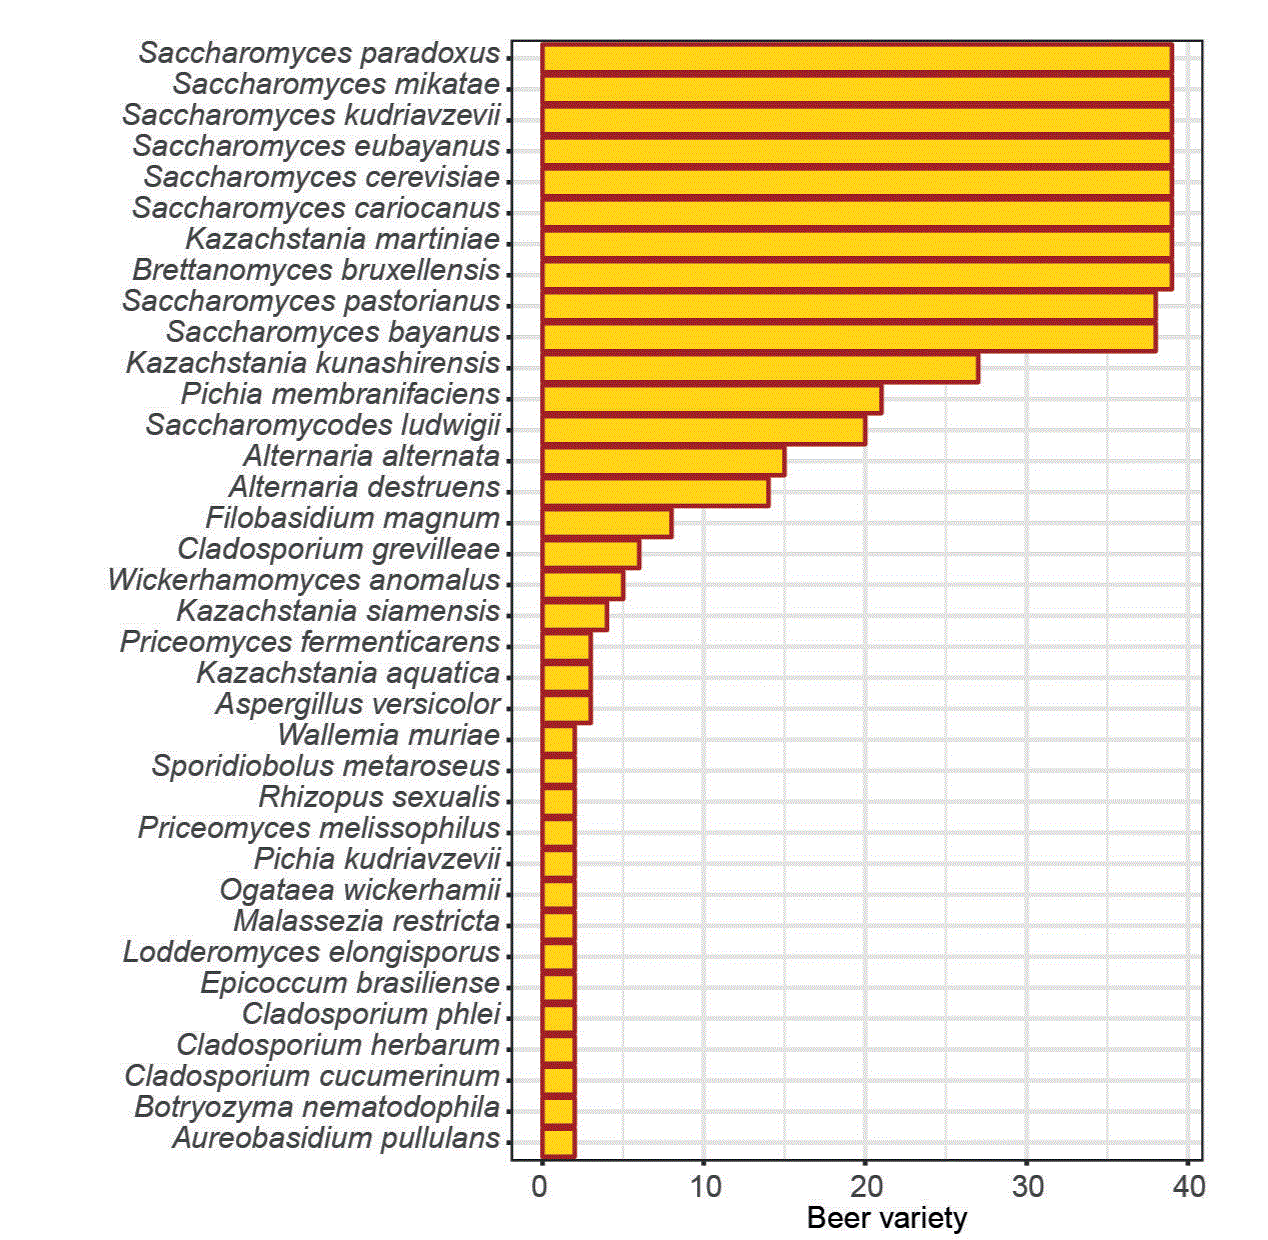 Saccharomyces paradoxus
Saccharomyces mikatae
Saccharomyces kudriavzevii
Saccharomyces eubayanus
Saccharomyces cerevisiae
Saccharomyces cariocanus
Kazachstania martiniae
Brettanomyces bruxellensis
Saccharomyces pastorianus
Saccharomyces bayanus
Kazachstania kunashirensis
Pichia membranifaciens
Saccharomycodes ludwigii
Alternaria alternata
Alternaria destruens
Filobasidium magnum
Cladosporium grevilleae
Wickerhamomyces anomalus
Kazachstania siamensis
Priceomyces fermenticarens
Kazachstania aquatica
Aspergillus versicolor
Wallemia muriae
Sporidiobolus metaroseus
Rhizopus sexualis
Priceomyces melissophilus
Pichia kudriavzevii
Ogataea wickerhamii
Malassezia restricta
Lodderomyces elongisporus
Epicoccum brasiliense
Cladosporium phlei
Cladosporium herbarum
Cladosporium cucumerinum
Botryozyma nematodophila
Aureobasidium pullulans
0 10 20 30 40
Beer variety